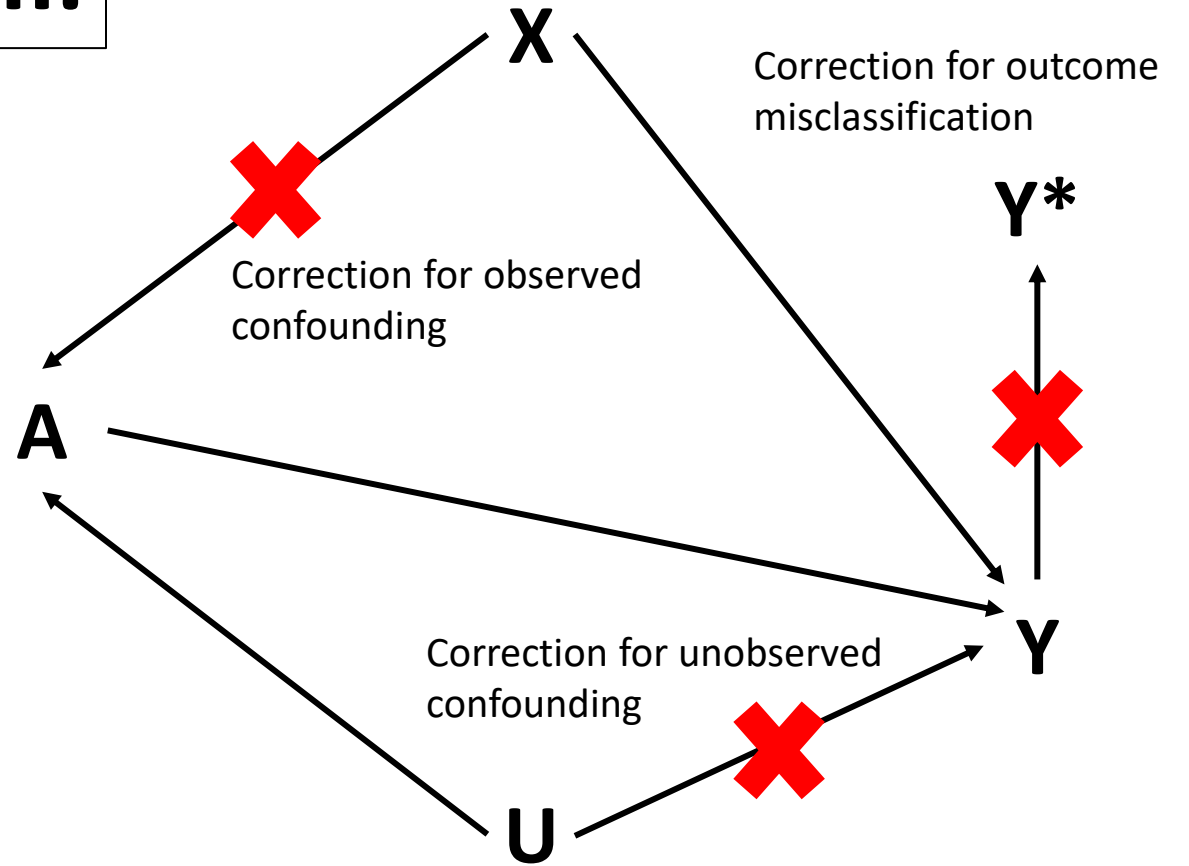 X
Correction for outcome
misclassification
Y*
Correction for observed
confounding
A
Correction for unobserved
confounding
Y
U